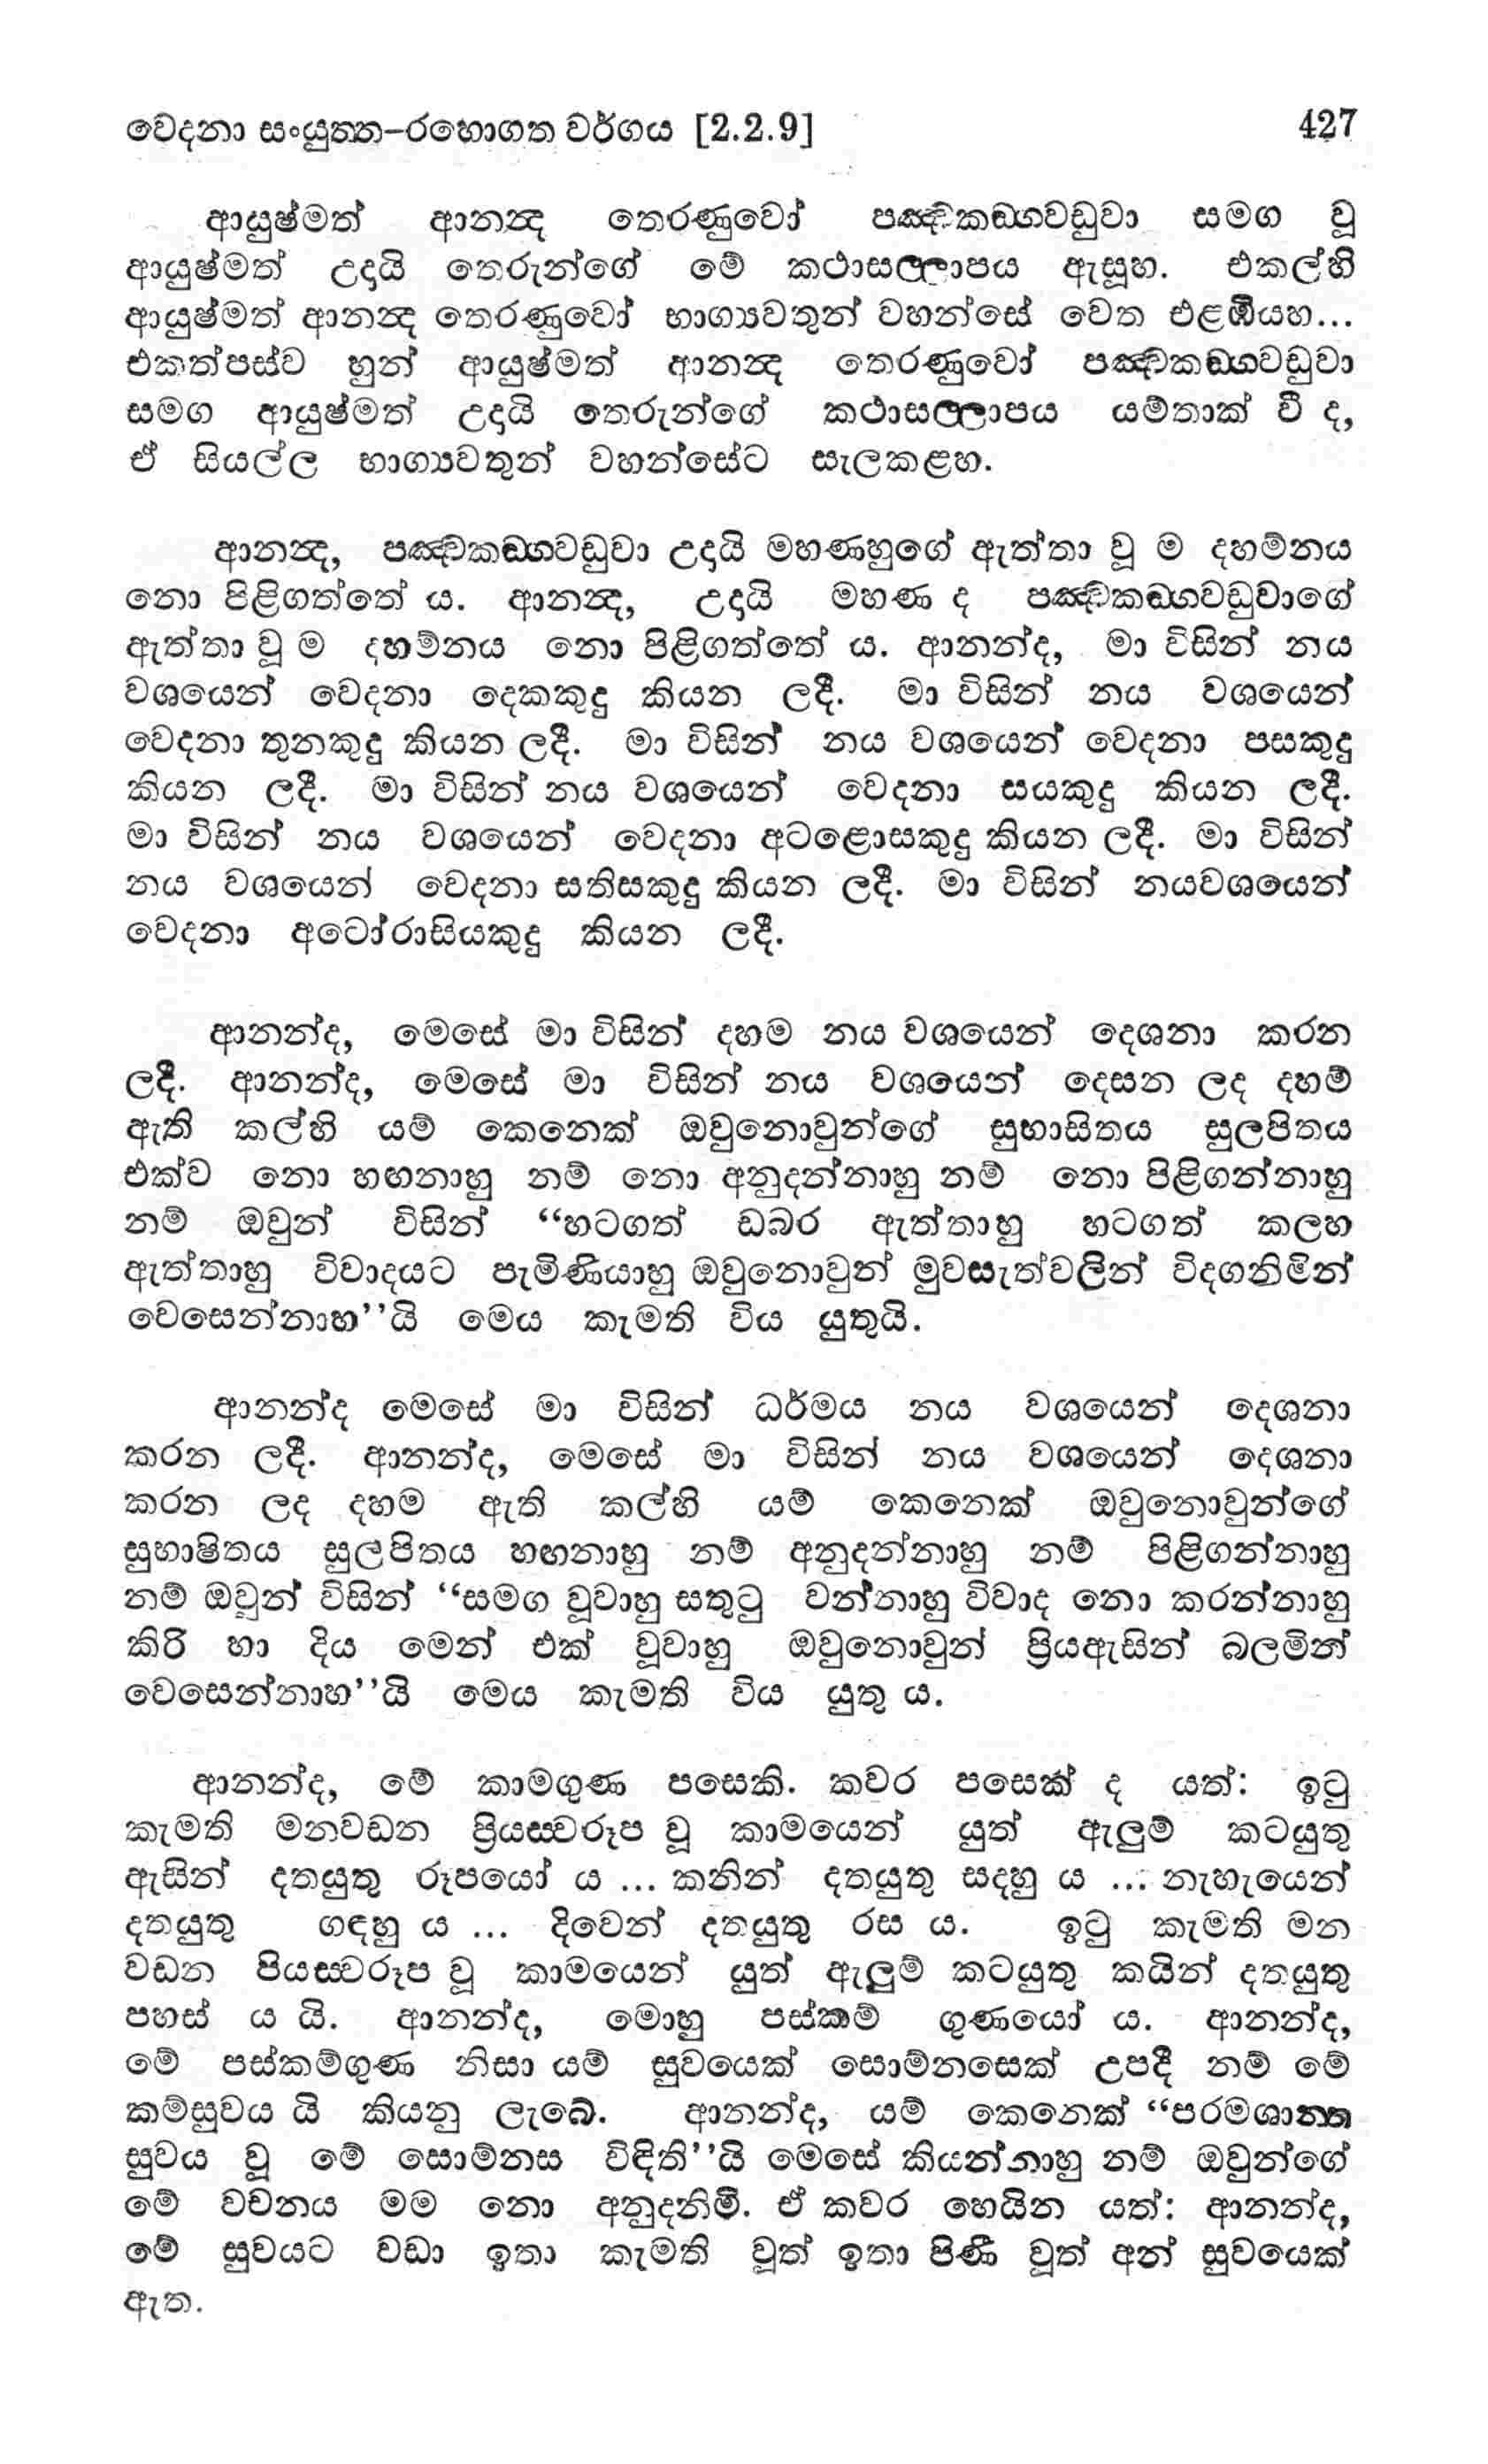 වෙදනා සංයුත්ත-රහොගත වර්ගය [2.2.9] 427
ආයුෂ්මත් ආනන්‍ද තෙරණුවෝ පඤ්චකඞ්ගවඩුවා සමග වූ
ආයුෂ්මත් උදායි තෙරුන්ගේ මේ කථාසල්ලාපය ඇසූහ. එකල්හි
ආයුෂ්මත් ආනන්‍ද තෙරණුවෝ භාග්‍යවතුන් වහන්සේ වෙත එළඹියහ...
එකත්පස්ව හුන් ආයුෂ්මත් ආනන්‍ද තෙරණුවෝ පඤ්චකඞ්ගවඩුවා
සමග ආයුෂ්මත් උදායි තෙරුන්ගේ කථාසල්ලාපය යම්තාක් වී ද,
ඒ සියල්ල භාග්‍යවතුන් වහන්සේට සැලකළහ.
ආනන්‍ද, පඤ්චකඞ්ගවඩුවා උදායි මහණහුගේ ඇත්තා වූ ම දහම්නය
නො පිළිගත්තේ ය. ආනන්‍ද, උදායි මහණ ද පඤ්චකඞ්ගවඩුවාගේ
ඇත්තා වූ ම දහම්නය නො පිළිගත්තේ ය. ආනන්ද, මා විසින් නය
වශයෙන් වෙදනා දෙකකුදු කියන ලදී. මා විසින් නය වශයෙන්
වෙදනා තුනකුදු කියන ලදී. මා විසින් නය වශයෙන් වෙදනා පසකුදු
කියන ලදී. මා විසින් නය වශයෙන් වෙදනා සයකුදු කියන ලදී.
මා විසින් නය වශයෙන් වෙදනා අටළොසකුදු කියන ලදී. මා විසින්
නය වශයෙන් වෙදනා සතිසකුදු කියන ලදී. මා විසින් නයවශයෙන්
වෙදනා අටෝරාසියකුදු කියන ලදී.
ආනන්ද, මෙසේ මා විසින් දහම නය වශයෙන් දෙශනා කරන
ලදී. ආනන්ද, මෙසේ මා විසින් නය වශයෙන් දෙසන ලද දහම්
ඇති කල්හි යම් කෙනෙක් ඔවුනොවුන්ගේ සුභාසිතය සුලපිතය
එක්ව නො හඟනාහු නම් නො අනුදන්නාහු නම් නො පිළිගන්නාහු
නම් ඔවුන් විසින් “හටගත් ඩබර ඇත්තාහු හටගත් කලහ
ඇත්තාහු විවාදයට පැමිණියාහු ඔවුනොවුන් මුවසැත්වලින් විදගනිමින්
වෙසෙන්නාහ”යි මෙය කැමති විය යුතුයි.
ආනන්ද මෙසේ මා විසින් ධර්මය නය වශයෙන් දෙශනා
කරන ලදී. ආනන්ද, මෙසේ මා විසින් නය වශයෙන් දෙශනා
කරන ලද දහම ඇති කල්හි යම් කෙනෙක් ඔවුනොවුන්ගේ
සුභාෂිතය සුලපිතය හඟනාහු නම් අනුදන්නාහු නම් පිළිගන්නාහු
නම් ඔවුන් විසින් “සමග වූවාහු සතුටු වන්නාහු විවාද නො කරන්නාහු
කිරි හා දිය මෙන් එක් වූවාහු ඔවුනොවුන් ප්‍රියඇසින් බලමින්
වෙසෙන්නාහ”යි මෙය කැමති විය යුතු ය.
ආනන්ද, මේ කාමගුණ පසෙකි. කවර පසෙක් ද යත්: ඉටු
කැමති මනවඩන ප්‍රියස්වරූප වූ කාමයෙන් යුත් ඇලුම් කටයුතු
ඇසින් දතයුතු රූපයෝ ය ... කනින් දතයුතු සදහු ය ... නැහැයෙන්
දතයුතු ගඳහු ය ... දිවෙන් දතයුතු රස ය. ඉටු කැමති මන
වඩන පියස්වරූප වූ කාමයෙන් යුත් ඇලුම් කටයුතු කයින් දතයුතු
පහස් ය යි. ආනන්ද, මොහු පස්කම් ගුණයෝ ය. ආනන්ද,
මේ පස්කම්ගුණ නිසා යම් සුවයෙක් සොම්නසෙක් උපදී නම් මේ
කම්සුවය යි කියනු ලැබේ. ආනන්ද, යම් කෙනෙක් “පරමශාන්ත
සුවය වූ මේ සොම්නස විඳිති”යි මෙසේ කියන්නාහු නම් ඔවුන්ගේ
මේ වචනය මම නො අනුදනිමි. ඒ කවර හෙයින යත්: ආනන්ද,
මේ සුවයට වඩා ඉතා කැමති වූත් ඉතා පිණී වූත් අන් සුවයෙක්
ඇත.